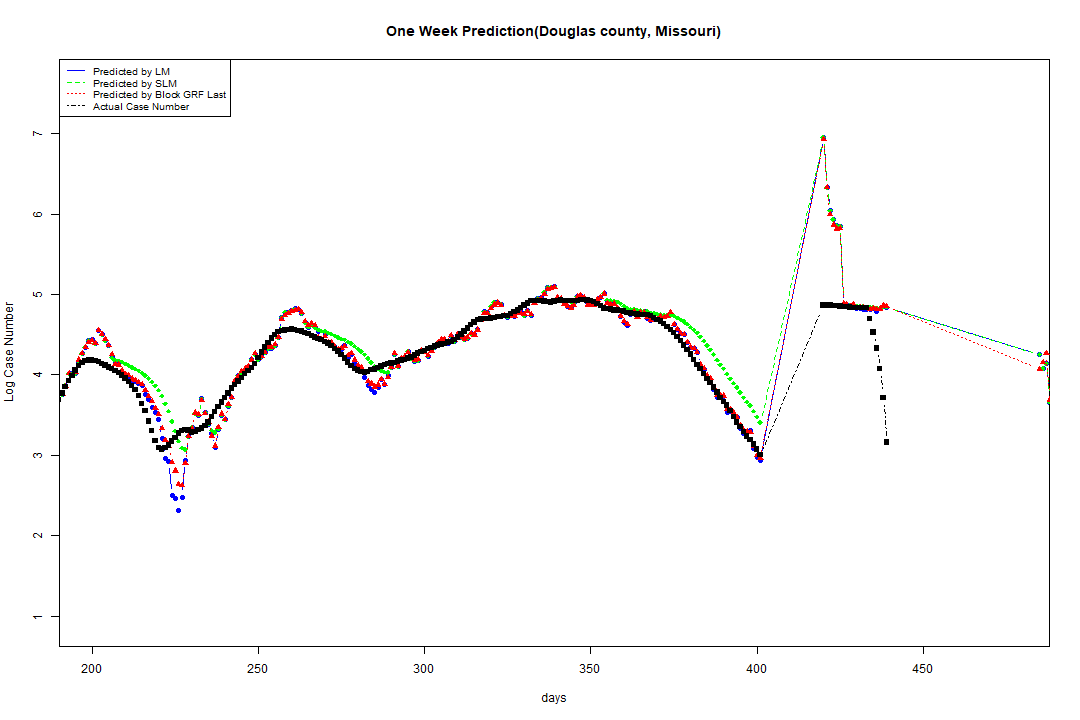 One Week Prediction(Douglas county, Missouri)
Predicted by LM
Predicted by SLM
Predicted by Block GRF Last
Actual Case Number
Log Case Number
7
6
5
4
3
2
1
200 250 300 350 400 450
days